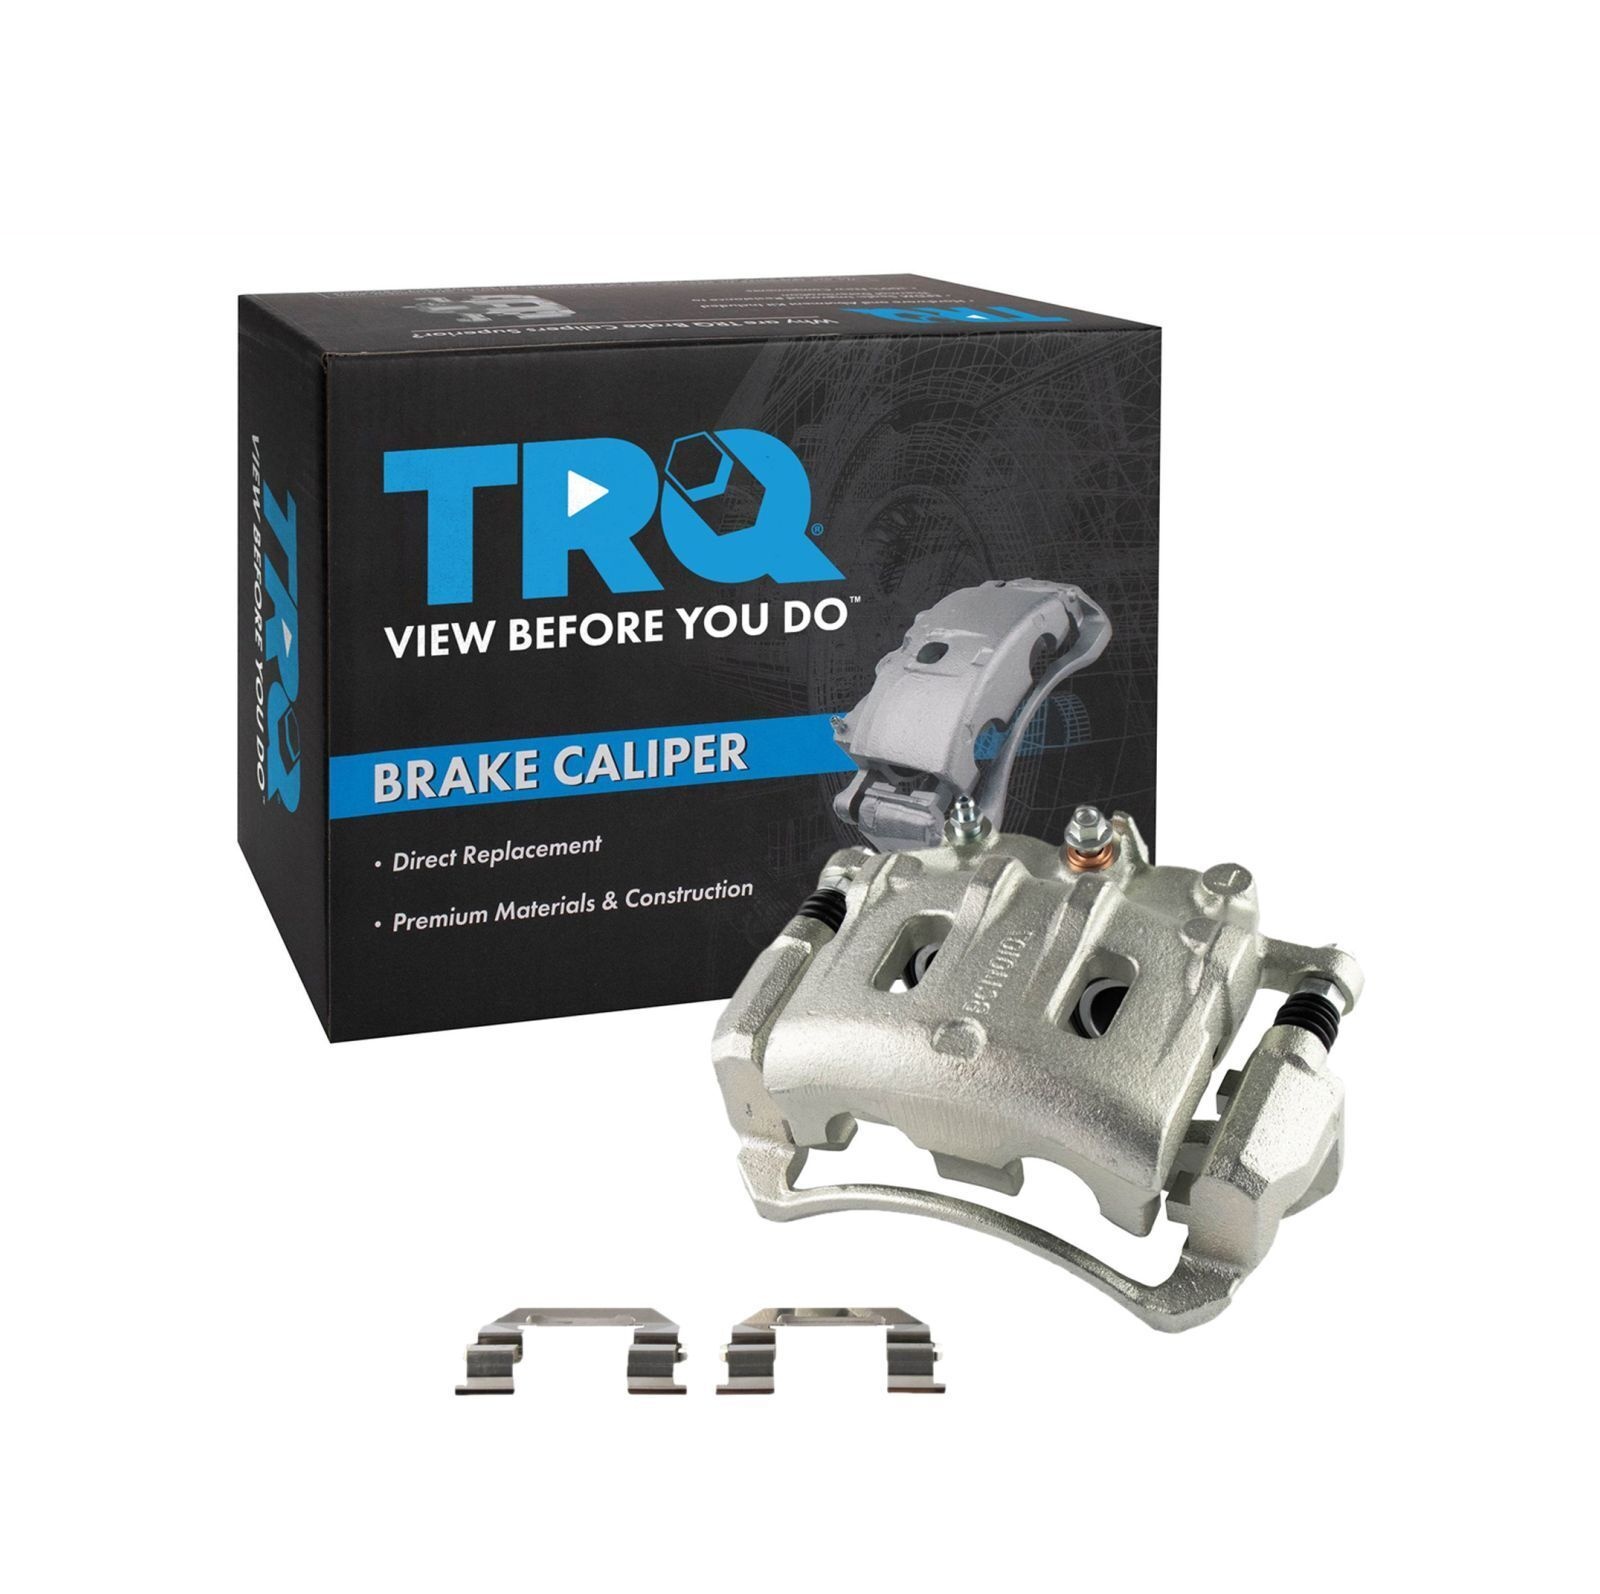 Why are TRQ Brake Calipers Superior?
TRQ
TRQ®
VIEW BEFORE YOU DO™
BRAKE CALIPER
• Direct Replacement
• Premium Materials & Construction
VIEW BEFORE YOU DO
TRQ
L